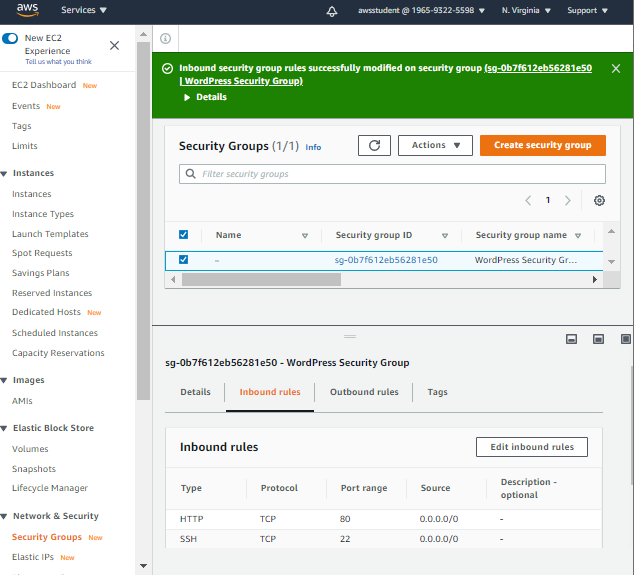 aws Services awsstudent @ 1965-9322-5598 N. Virginia Support
New EC2
Experience
Tell us what you think
EC2 Dashboard New
Events New
Tags
Limits
Instances
Instances
Instance Types
Launch Templates
Spot Requests
Savings Plans
Reserved Instances
Dedicated Hosts New
Scheduled Instances
Capacity Reservations
Images
AMIs
Elastic Block Store
Volumes
Snapshots
Lifecycle Manager
Network & Security
Security Groups New
Elastic IPs New
Inbound security group rules successfully modified on security group (sg-0b7f612eb56281e50
| WordPress Security Group)
Details
Security Groups (1/1) Info Actions Create security group
Filter security groups
1
Name Security group ID Security group name
– sg-0b7f612eb56281e50 WordPress Security Gr...
sg-0b7f612eb56281e50 - WordPress Security Group
Details Inbound rules Outbound rules Tags
Inbound rules Edit inbound rules
Type Protocol Port range Source Description -
optional
HTTP TCP 80 0.0.0.0/0 -
SSH TCP 22 0.0.0.0/0 -